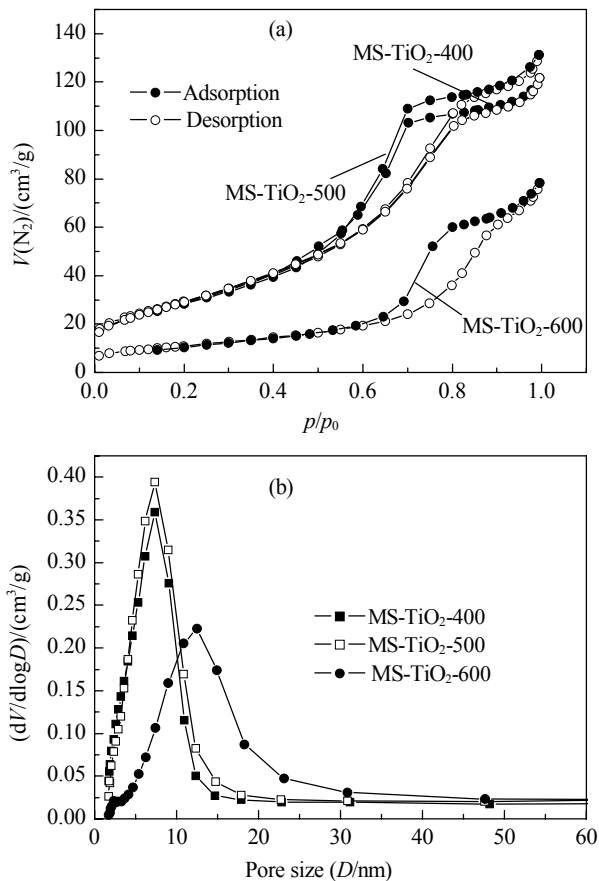 (a)
140
120
100
80
60
40
20
0
V(N₂)/(cm³/g)
Adsorption
Desorption
MS-TiO₂-400
MS-TiO₂-500
MS-TiO₂-600
0.0 0.2 0.4 0.6 0.8 1.0
p/p₀
(b)
0.40
0.35
0.30
0.25
0.20
0.15
0.10
0.05
0.00
(dV/dlogD)/(cm³/g)
MS-TiO₂-400
MS-TiO₂-500
MS-TiO₂-600
0 10 20 30 40 50 60
Pore size (D/nm)